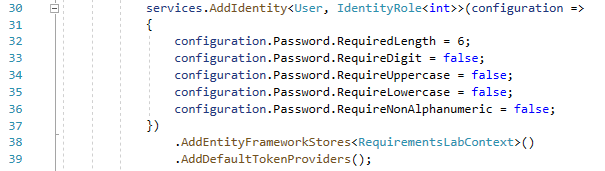 30 services.AddIdentity<User, IdentityRole<int>>(configuration =>
31 {
32 configuration.Password.RequiredLength = 6;
33 configuration.Password.RequireDigit = false;
34 configuration.Password.RequireUppercase = false;
35 configuration.Password.RequireLowercase = false;
36 configuration.Password.RequireNonAlphanumeric = false;
37 })
38 .AddEntityFrameworkStores<RequirementsLabContext>()
39 .AddDefaultTokenProviders();